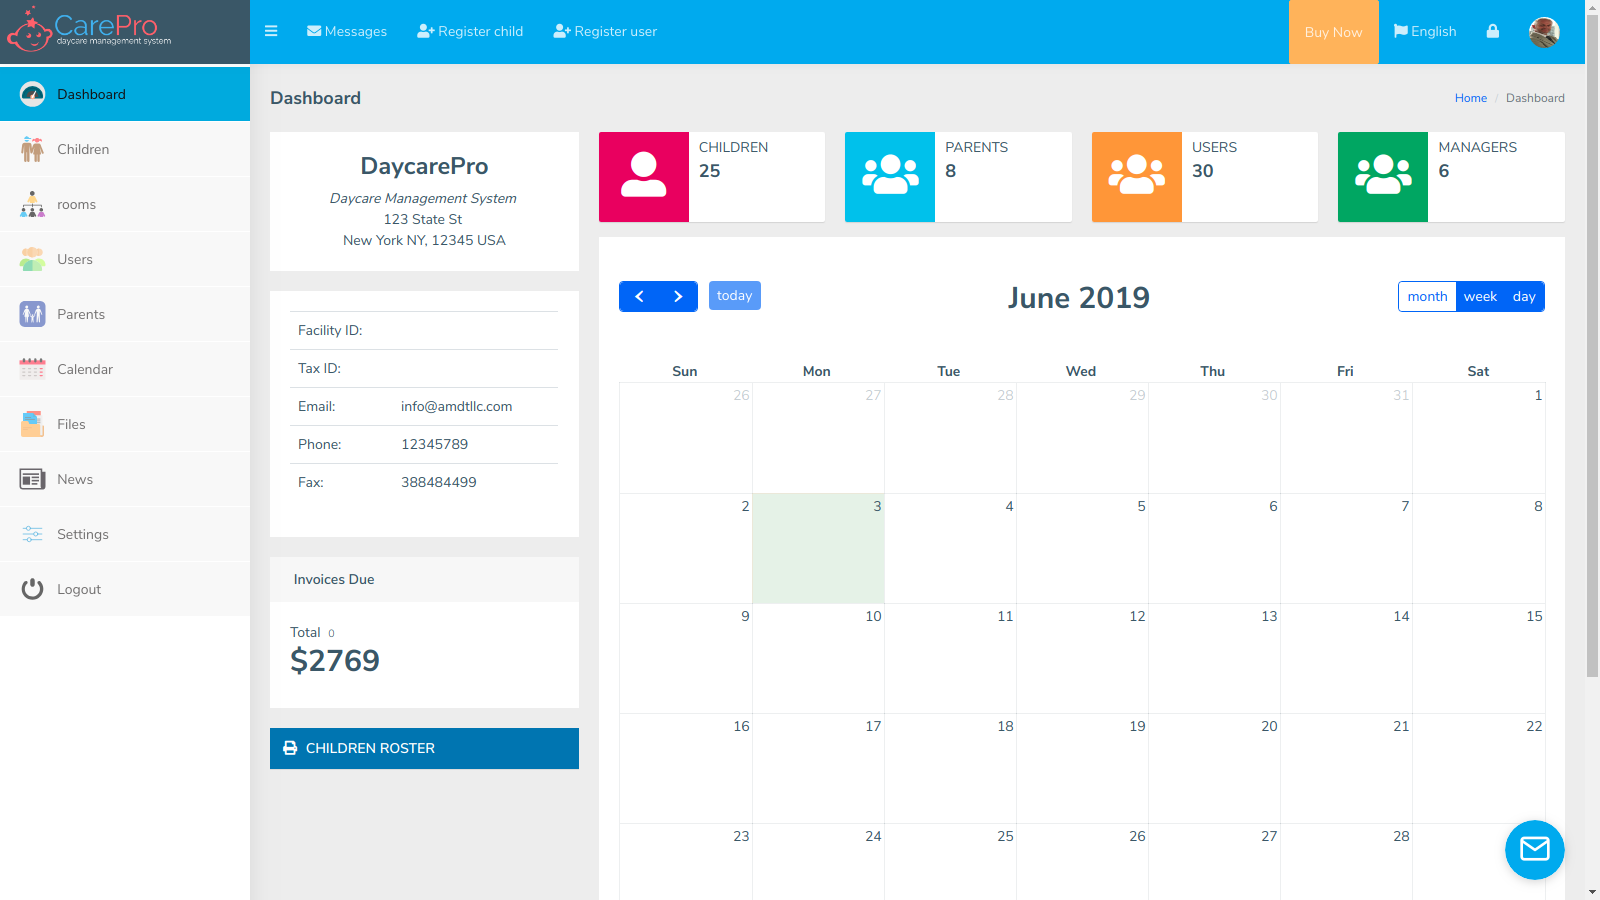 CarePro
daycare management system
Messages
Register child
Register user
Buy Now
English
Dashboard
Children
rooms
Users
Parents
Calendar
Files
News
Settings
Logout
Dashboard
Home / Dashboard
DaycarePro
Daycare Management System
123 State St
New York NY, 12345 USA
Facility ID:
Tax ID:
Email: info@amdtllc.com
Phone: 12345789
Fax: 388484499
Invoices Due
Total 0
$2769
CHILDREN ROSTER
CHILDREN
25
PARENTS
8
USERS
30
MANAGERS
6
today
June 2019
month week day
Sun Mon Tue Wed Thu Fri Sat
26 27 28 29 30 31 1
2 3 4 5 6 7 8
9 10 11 12 13 14 15
16 17 18 19 20 21 22
23 24 25 26 27 28